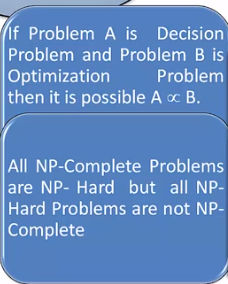 If Problem A is Decision
Problem and Problem B is
Optimization Problem
then it is possible A ∝ B.
All NP-Complete Problems
are NP- Hard but all NP-
Hard Problems are not NP-
Complete